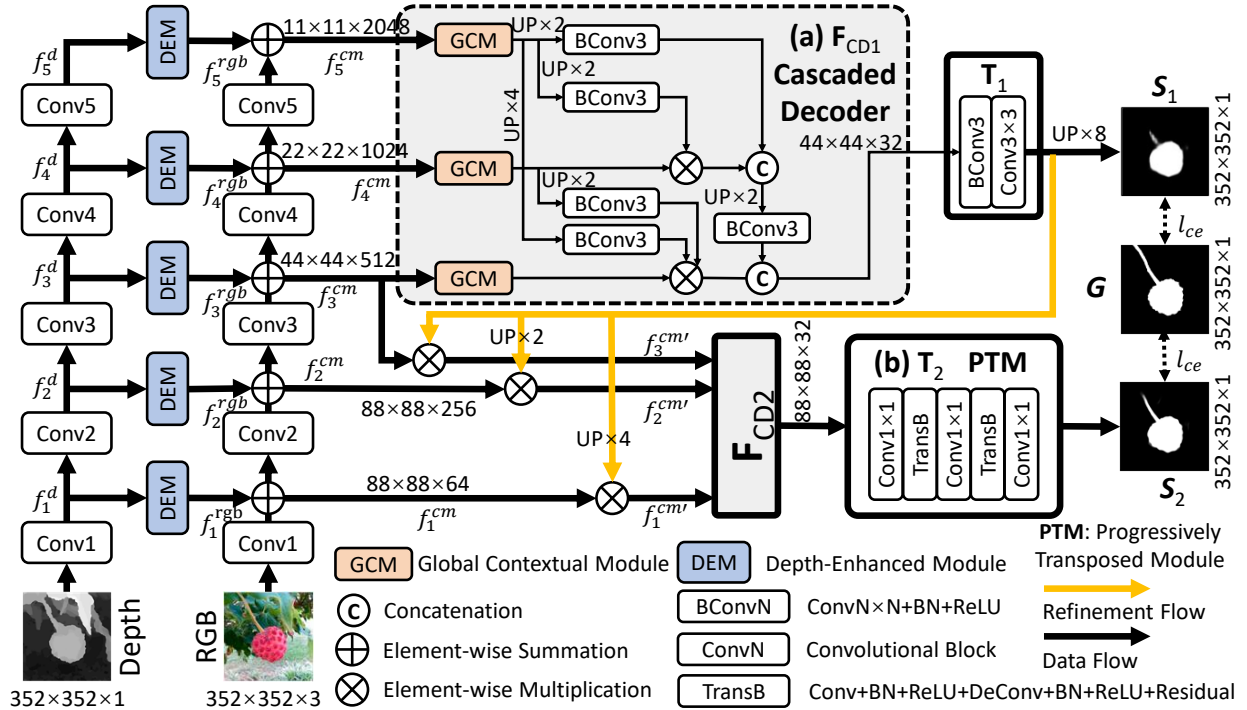 11×11×2048
UP×2
DEM
GCM
BConv3
(a) F_CD1
Cascaded
Decoder
f_5^d
f_5^rgb
f_5^cm
UP×2
BConv3
UP×4
T_1
BConv3
Conv3×3
S_1
UP×8
352×352×1
Conv5
Conv5
44×44×32
22×22×1024
DEM
GCM
C
f_4^d
f_4^rgb
f_4^cm
UP×2
UP×2
BConv3
BConv3
BConv3
Conv4
Conv4
l_ce
44×44×512
DEM
GCM
C
f_3^d
f_3^rgb
f_3^cm
G
352×352×1
Conv3
Conv3
UP×2
f_3^cm′
f_2^cm
DEM
f_2^d
f_2^rgb
88×88×256
f_2^cm′
F_CD2
88×88×32
(b) T_2 PTM
Conv1×1
TransB
Conv1×1
TransB
Conv1×1
l_ce
352×352×1
S_2
Conv2
Conv2
UP×4
88×88×64
DEM
f_1^d
f_1^rgb
f_1^cm
f_1^cm′
Conv1
Conv1
Depth
RGB
352×352×1
352×352×3
GCM Global Contextual Module
C Concatenation
Element-wise Summation
Element-wise Multiplication
DEM Depth-Enhanced Module
BConvN ConvN×N+BN+ReLU
ConvN Convolutional Block
TransB Conv+BN+ReLU+DeConv+BN+ReLU+Residual
PTM: Progressively
Transposed Module
Refinement Flow
Data Flow